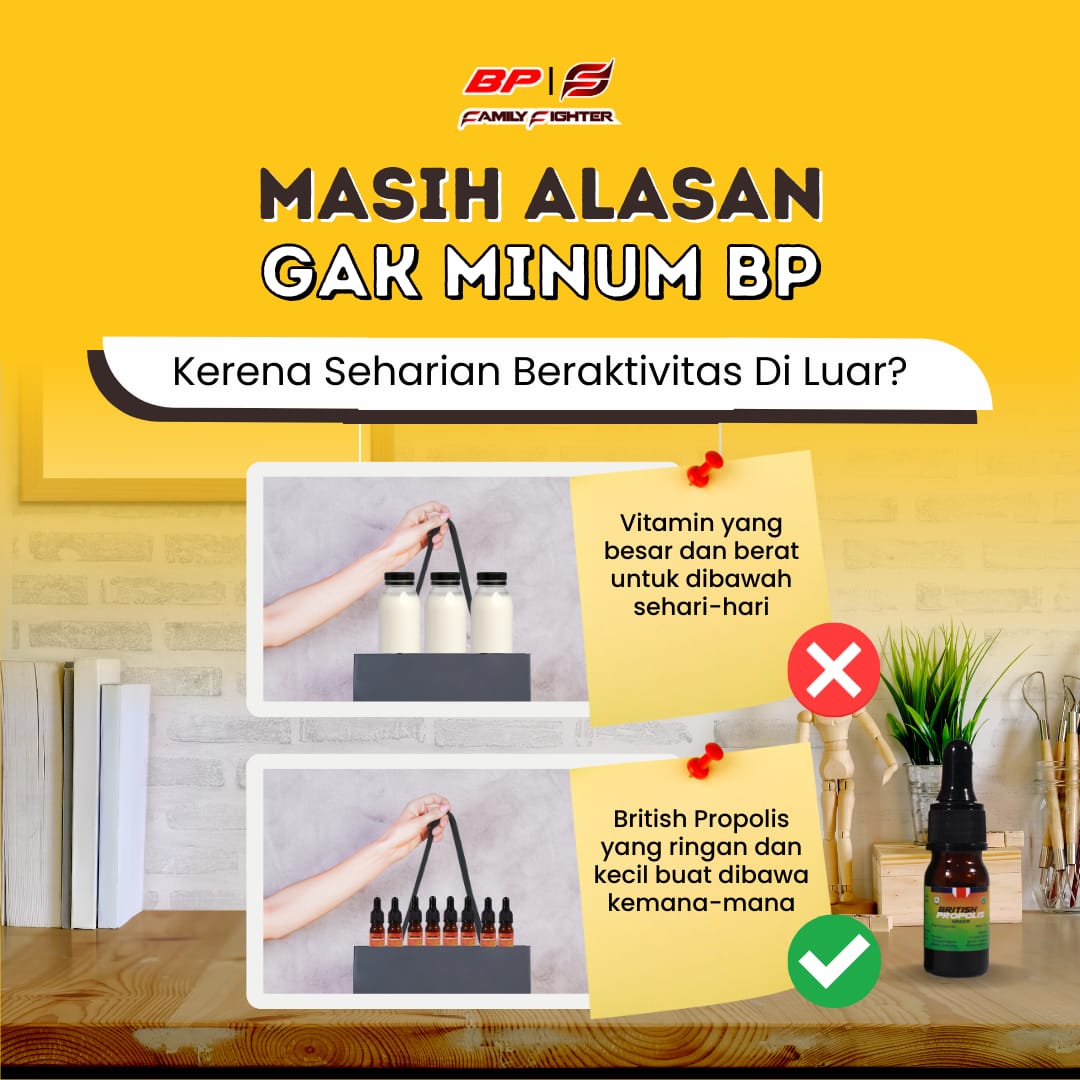 BP
FAMILY FIGHTER
MASIH ALASAN
GAK MINUM BP
Kerena Seharian Beraktivitas Di Luar?
Vitamin yang
besar dan berat
untuk dibawah
sehari-hari
British Propolis
yang ringan dan
kecil buat dibawa
kemana-mana
BRITISH
PROPOLIS